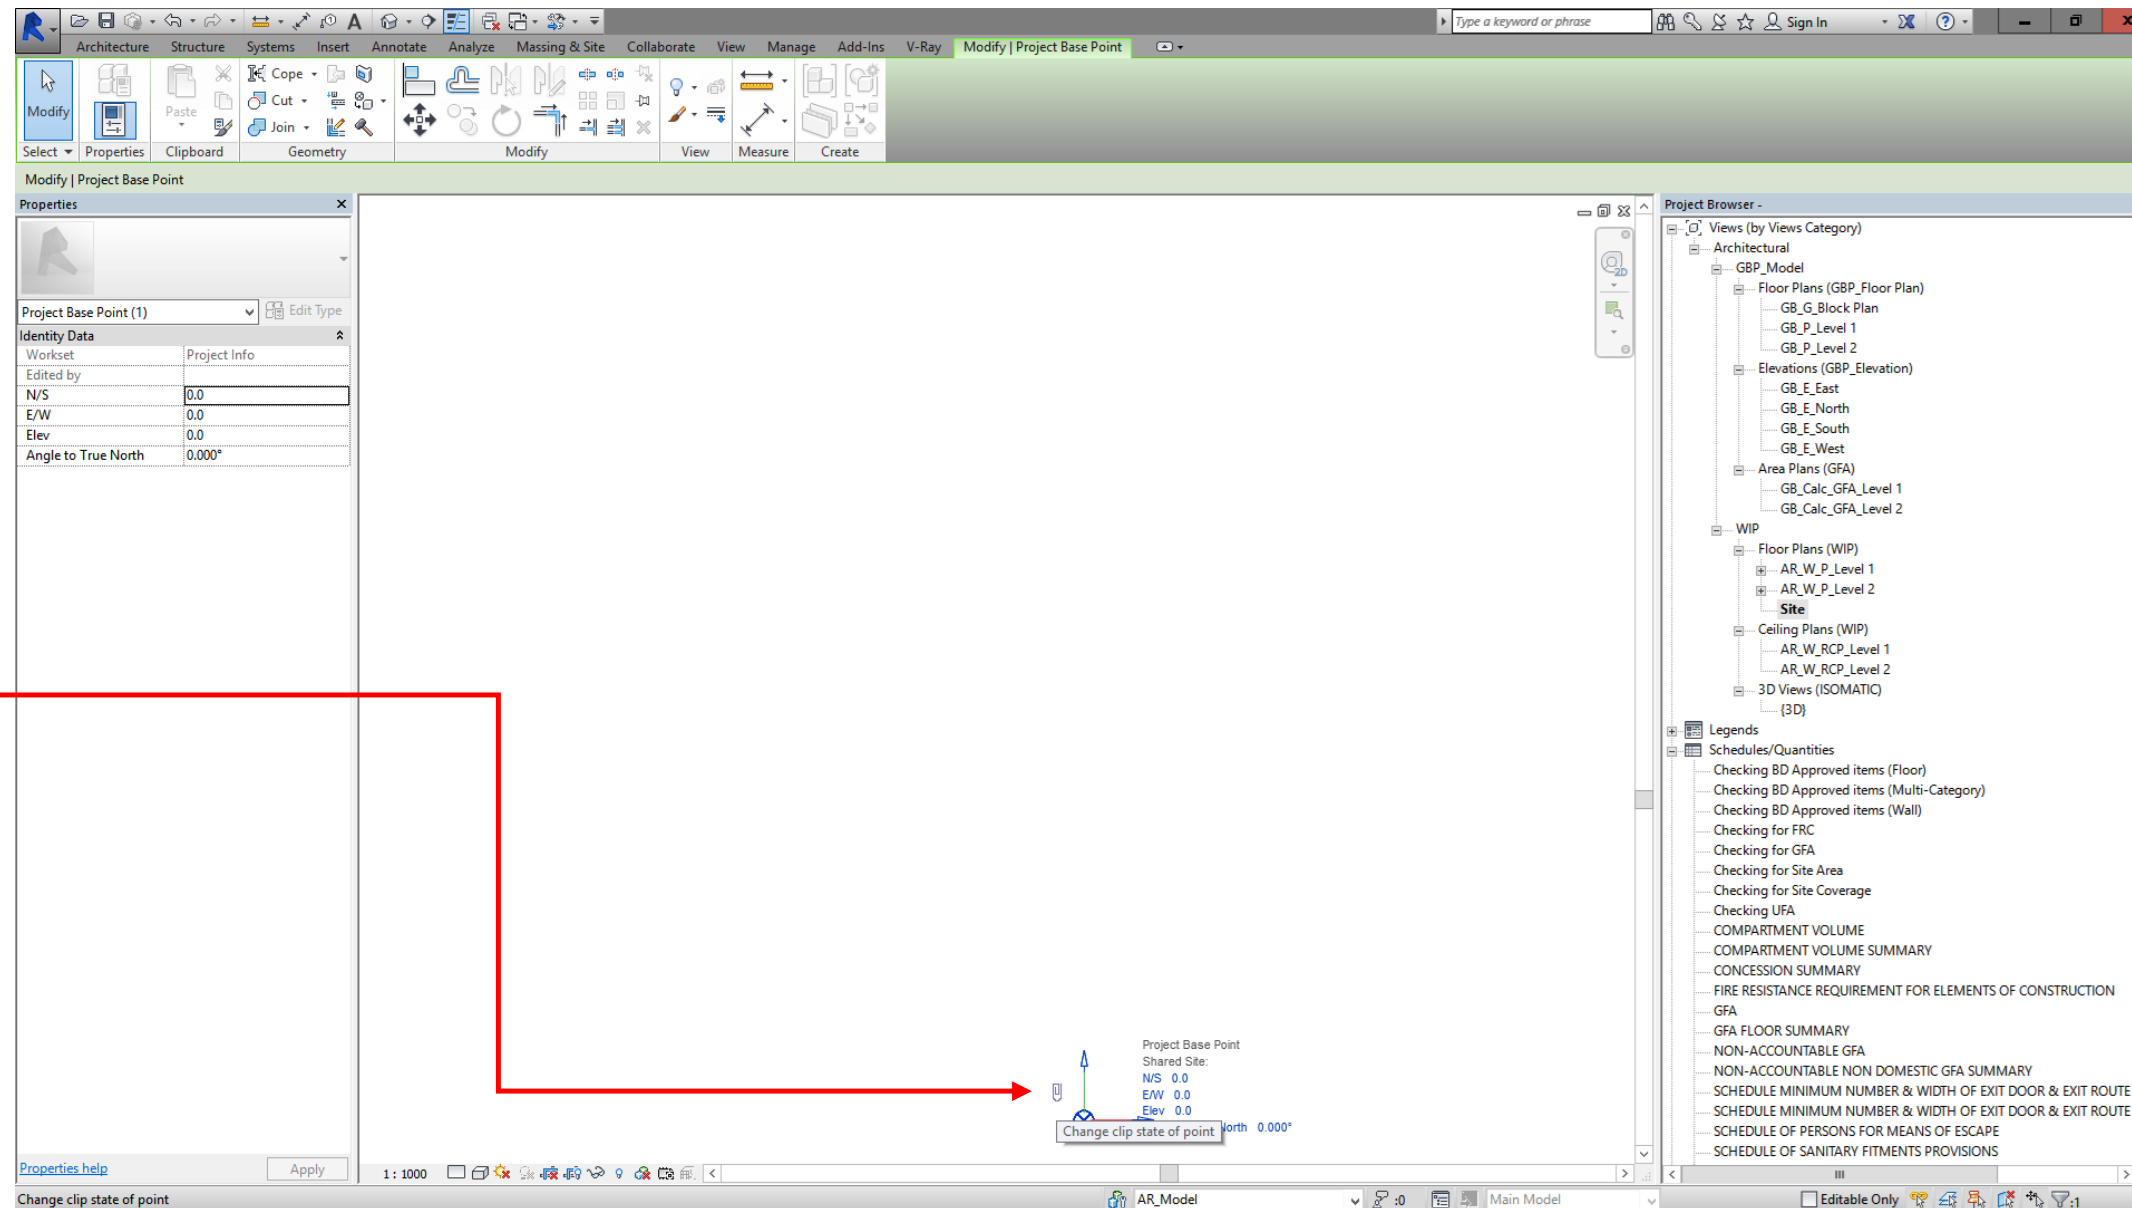 Type a keyword or phrase
Sign In
Architecture Structure Systems Insert Annotate Analyze Massing & Site Collaborate View Manage Add-Ins V-Ray Modify | Project Base Point
Modify
Paste
Cope
Cut
Join
Select Properties Clipboard Geometry Modify View Measure Create
Modify | Project Base Point
Properties
Project Base Point (1)
Edit Type
Identity Data
Workset Project Info
Edited by
N/S 0.0
E/W 0.0
Elev 0.0
Angle to True North 0.000°
Properties help
Apply
2D
Project Base Point
Shared Site:
N/S 0.0
E/W 0.0
Elev 0.0
North 0.000°
Change clip state of point
1 : 1000
Project Browser -
Views (by Views Category)
Architectural
GBP_Model
Floor Plans (GBP_Floor Plan)
GB_G_Block Plan
GB_P_Level 1
GB_P_Level 2
Elevations (GBP_Elevation)
GB_E_East
GB_E_North
GB_E_South
GB_E_West
Area Plans (GFA)
GB_Calc_GFA_Level 1
GB_Calc_GFA_Level 2
WIP
Floor Plans (WIP)
AR_W_P_Level 1
AR_W_P_Level 2
Site
Ceiling Plans (WIP)
AR_W_RCP_Level 1
AR_W_RCP_Level 2
3D Views (ISOMATIC)
{3D}
Legends
Schedules/Quantities
Checking BD Approved items (Floor)
Checking BD Approved items (Multi-Category)
Checking BD Approved items (Wall)
Checking for FRC
Checking for GFA
Checking for Site Area
Checking for Site Coverage
Checking UFA
COMPARTMENT VOLUME
COMPARTMENT VOLUME SUMMARY
CONCESSION SUMMARY
FIRE RESISTANCE REQUIREMENT FOR ELEMENTS OF CONSTRUCTION
GFA
GFA FLOOR SUMMARY
NON-ACCOUNTABLE GFA
NON-ACCOUNTABLE NON DOMESTIC GFA SUMMARY
SCHEDULE MINIMUM NUMBER & WIDTH OF EXIT DOOR & EXIT ROUTE
SCHEDULE MINIMUM NUMBER & WIDTH OF EXIT DOOR & EXIT ROUTE
SCHEDULE OF PERSONS FOR MEANS OF ESCAPE
SCHEDULE OF SANITARY FITMENTS PROVISIONS
Change clip state of point
AR_Model
:0
Main Model
Editable Only
:1